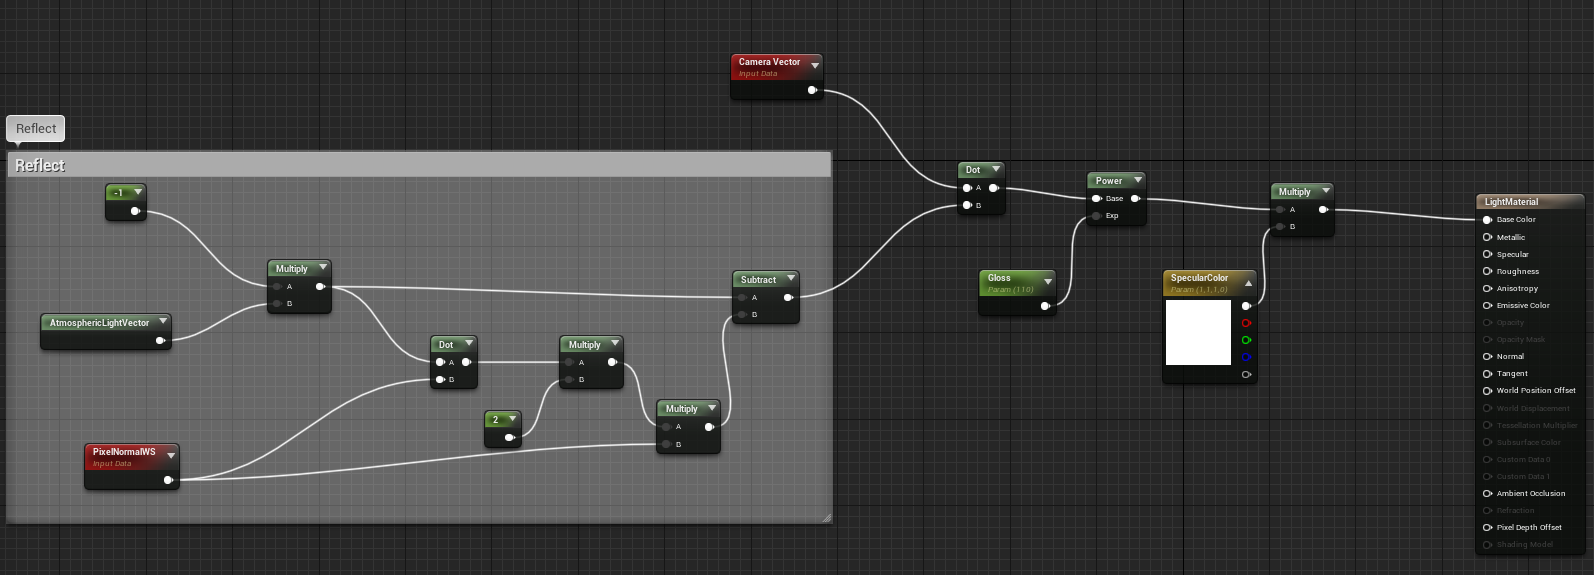 Camera Vector
Input Data
Reflect
Reflect
-1
Multiply
A
B
AtmosphericLightVector
PixelNormalWS
Input Data
Dot
A
B
2
Multiply
A
B
Multiply
A
B
Subtract
A
B
Dot
A
B
Gloss
Param (110)
Power
Base
Exp
SpecularColor
Param (1,1,1,0)
Multiply
A
B
LightMaterial
Base Color
Metallic
Specular
Roughness
Anisotropy
Emissive Color
Opacity
Opacity Mask
Normal
Tangent
World Position Offset
World Displacement
Tessellation Multiplier
Subsurface Color
Custom Data 0
Custom Data 1
Ambient Occlusion
Refraction
Pixel Depth Offset
Shading Model